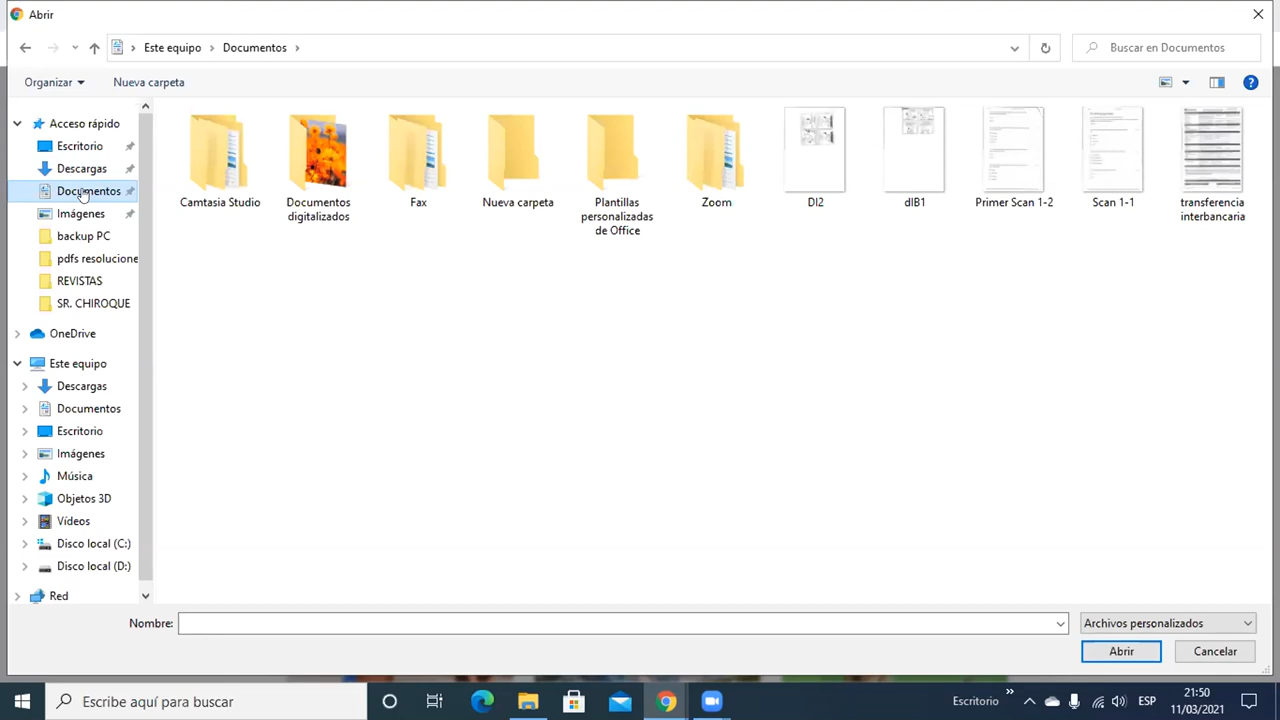 Abrir
Este equipo
Documentos
Buscar en Documentos
Organizar
Nueva carpeta
Acceso rápido
Escritorio
Descargas
Documentos
Imágenes
backup PC
pdfs resolucione
REVISTAS
SR. CHIROQUE
OneDrive
Este equipo
Descargas
Documentos
Escritorio
Imágenes
Música
Objetos 3D
Vídeos
Disco local (C:)
Disco local (D:)
Red
Camtasia Studio
Documentos
digitalizados
Fax
Nueva carpeta
Plantillas
personalizadas
de Office
Zoom
DI2
dIB1
Primer Scan 1-2
Scan 1-1
transferencia
interbancaria
Nombre:
Archivos personalizados
Abrir
Cancelar
Escribe aquí para buscar
Escritorio
ESP
21:50
11/03/2021